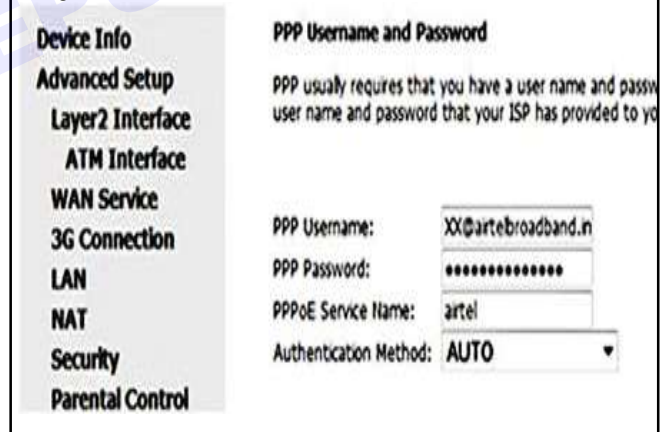 Device Info
Advanced Setup
Layer2 Interface
ATM Interface
WAN Service
3G Connection
LAN
NAT
Security
Parental Control
PPP Username and Password
PPP usually requires that you have a user name and passw
user name and password that your ISP has provided to yo
PPP Username: XX@airtebroadband.in
PPP Password: ••••••••••••••
PPPoE Service Name: airtel
Authentication Method: AUTO